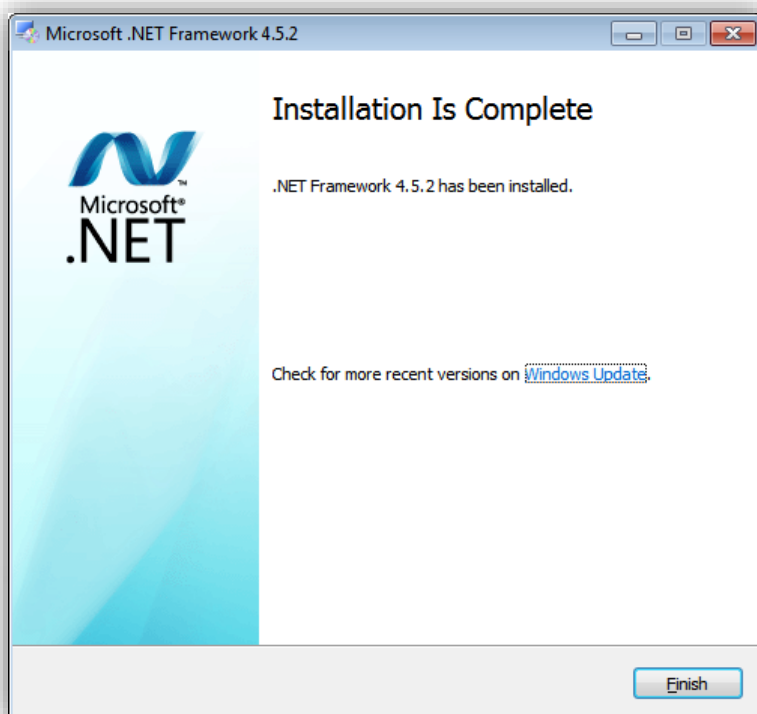 Microsoft .NET Framework 4.5.2
Installation Is Complete
.NET Framework 4.5.2 has been installed.
Microsoft®
.NET™
Check for more recent versions on Windows Update.
Finish